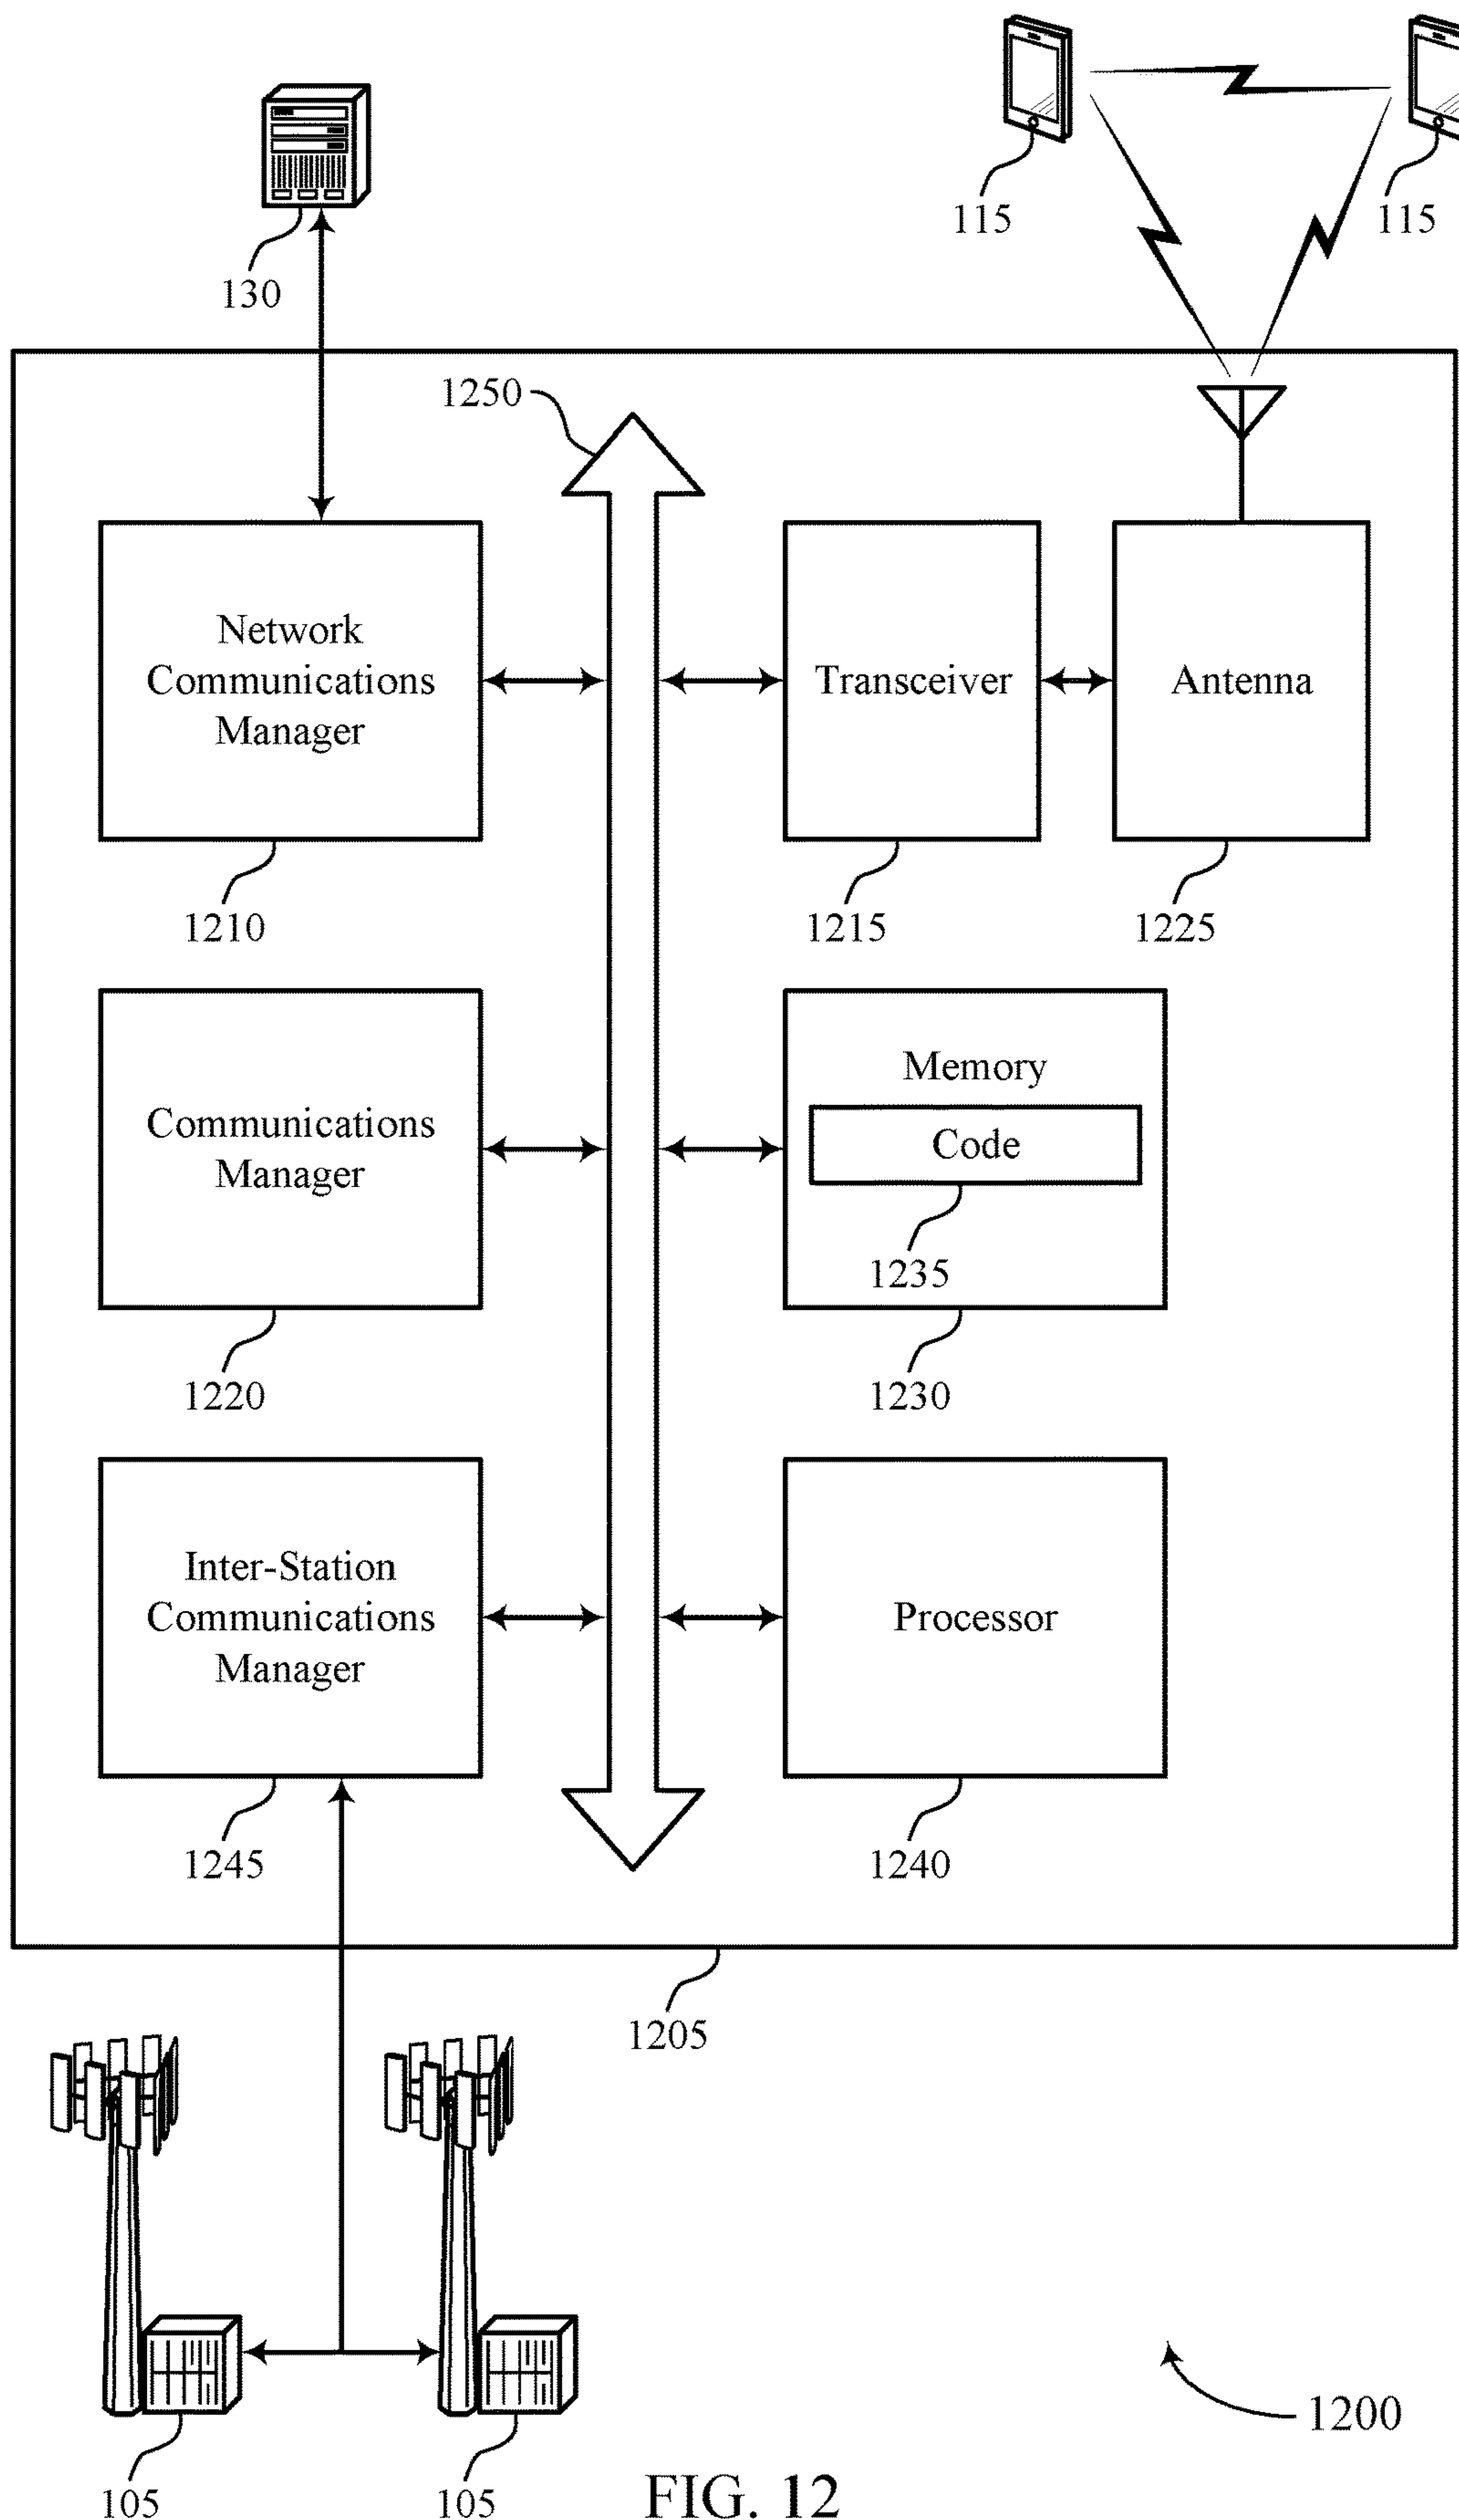 115
115
130
1250
Network
Communications
Manager
Transceiver
Antenna
1210
1215
1225
Communications
Manager
Memory
Code
1235
1220
1230
Inter-Station
Communications
Manager
Processor
1245
1240
1205
1200
105
105
FIG. 12